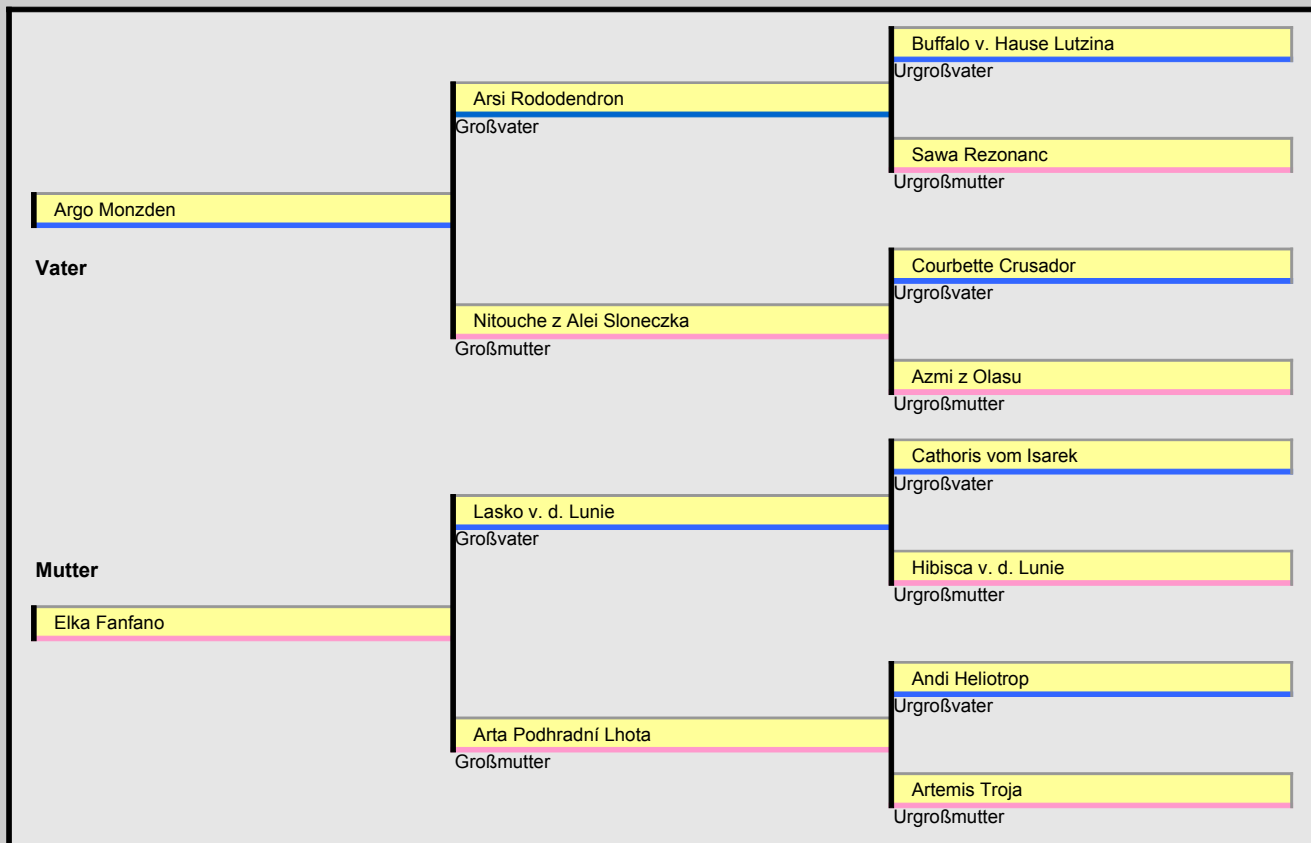 Buffalo v. Hause Lutzina
Urgroßvater
Arsi Rododendron
Großvater
Sawa Rezonanc
Urgroßmutter
Argo Monzden
Vater
Courbette Crusador
Urgroßvater
Nitouche z Alei Sloneczka
Großmutter
Azmi z Olasu
Urgroßmutter
Cathoris vom Isarek
Urgroßvater
Lasko v. d. Lunie
Großvater
Hibisca v. d. Lunie
Urgroßmutter
Mutter
Elka Fanfano
Andi Heliotrop
Urgroßvater
Arta Podhradní Lhota
Großmutter
Artemis Troja
Urgroßmutter